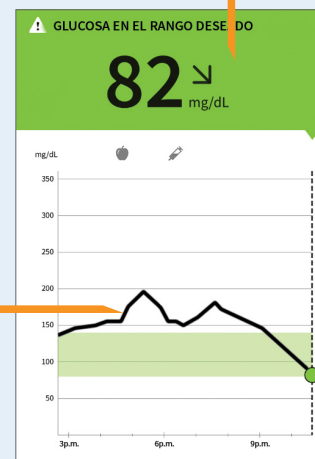 GLUCOSA EN EL RANGO DESEADO
82
mg/dL
mg/dL
350
300
250
200
150
100
50
3p.m. 6p.m. 9p.m.